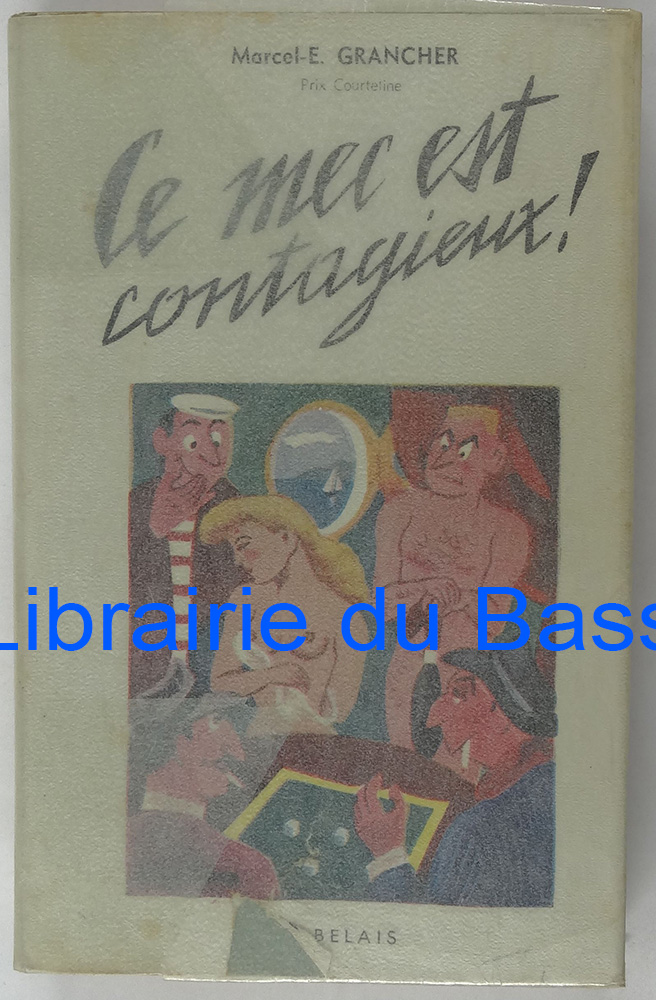 Marcel-E. GRANCHER
Prix Courteline
Ce mec est
contagieux!
Librairie du Bass
BELAIS